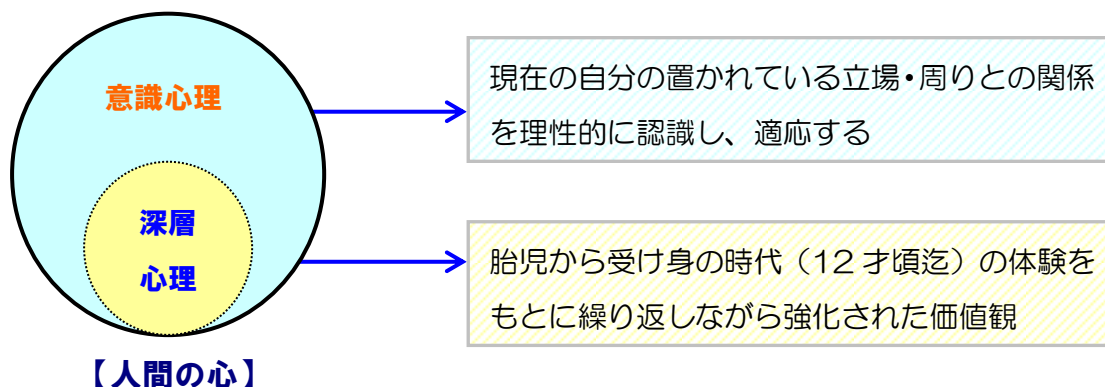 意識心理
深層
心理
【人間の心】
現在の自分の置かれている立場・周りとの関係
を理性的に認識し、適応する
胎児から受け身の時代（12才頃迄）の体験を
もとに繰り返しながら強化された価値観